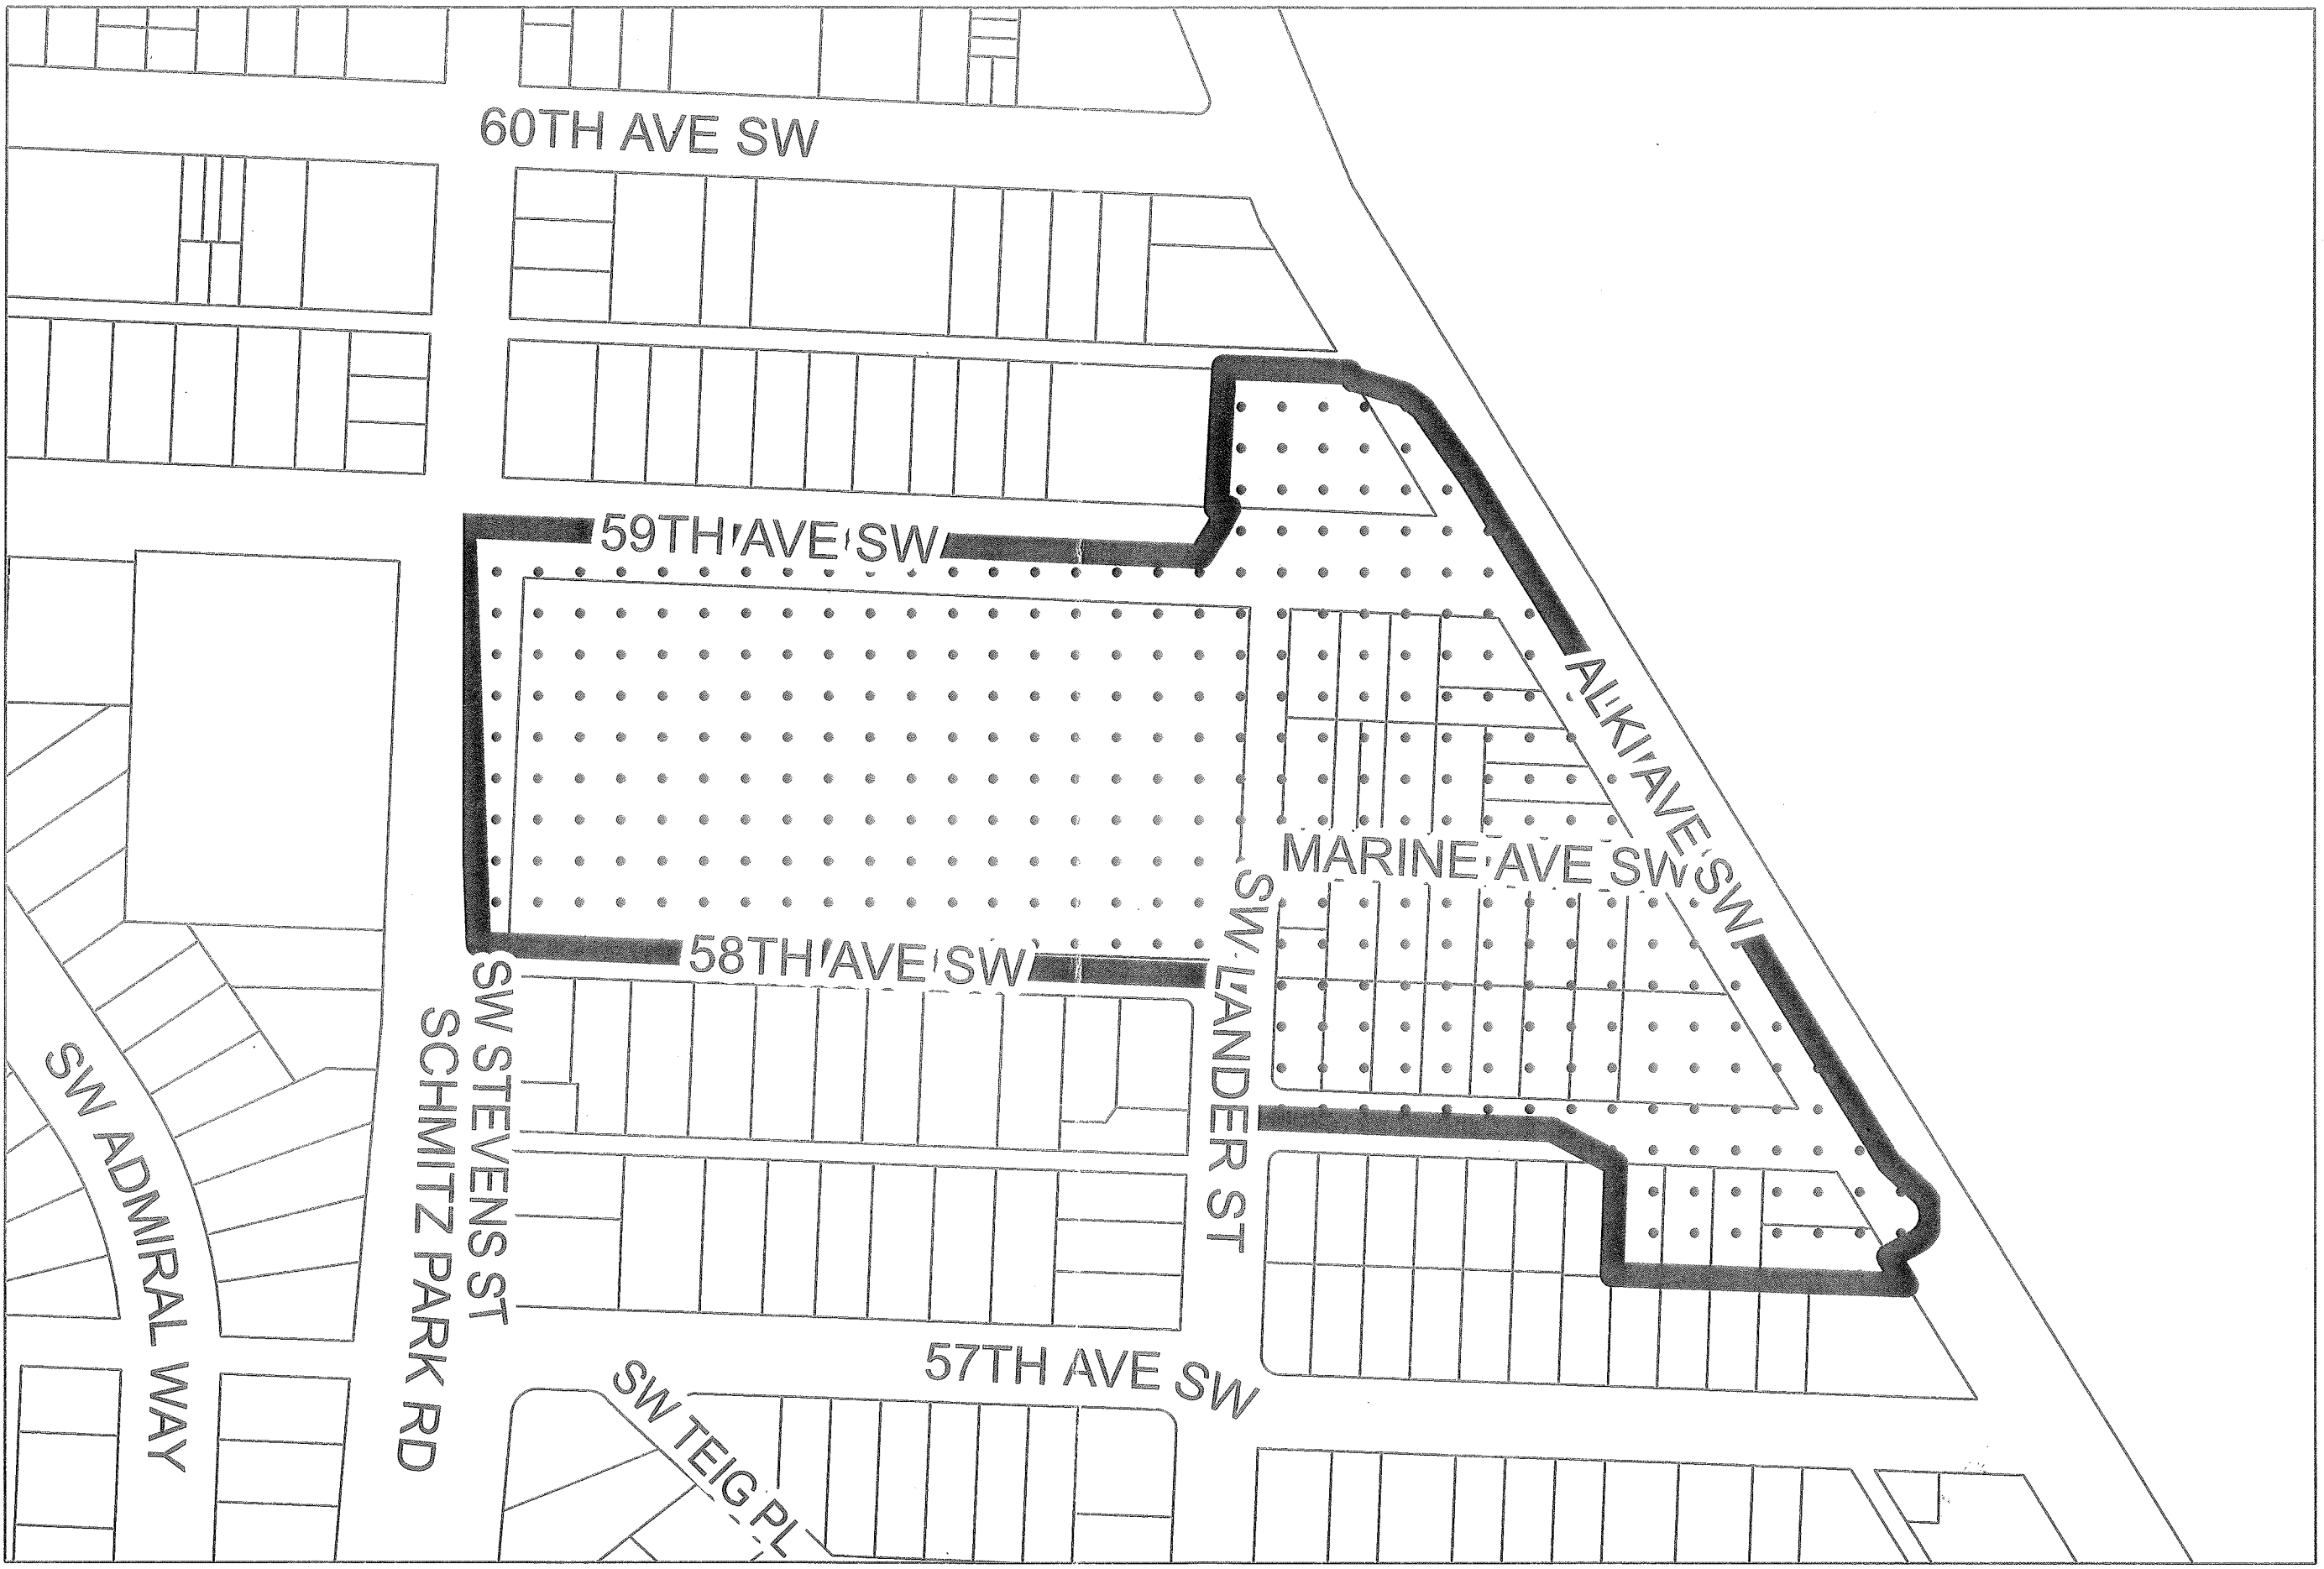 60TH AVE SW
59TH AVE SW
ALKI AVE SW
MARINE AVE SW
SW LANDER ST
58TH AVE SW
SW STEVENS ST
SCHMITZ PARK RD
SW ADMIRAL WAY
57TH AVE SW
SW TEIG PL